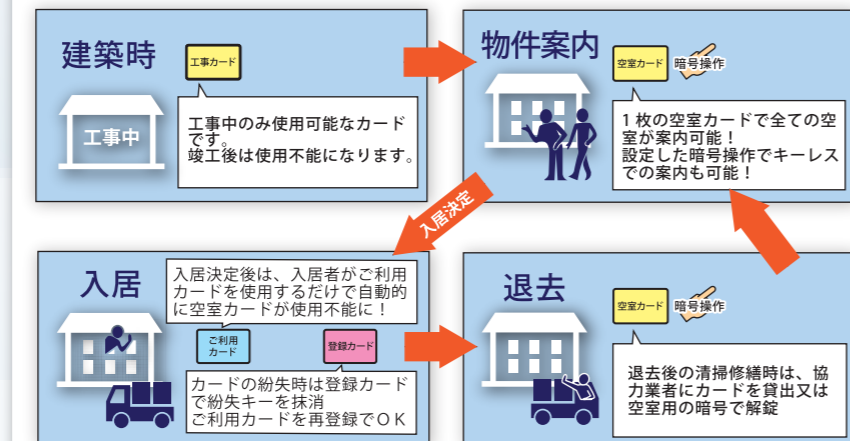 建築時
工事カード
工事中
工事中のみ使用可能なカード
です。
竣工後は使用不能になります。
物件案内
空室カード
暗号操作
1枚の空室カードで全ての空
室が案内可能！
設定した暗号操作でキーレス
での案内も可能！
入居決定
入居
入居決定後は、入居者がご利用
カードを使用するだけで自動的
に空室カードが使用不能に！
ご利用
カード
登録カード
カードの紛失時は登録カード
で紛失キーを抹消
ご利用カードを再登録でOK
退去
空室カード
暗号操作
退去後の清掃修繕時は、協
力業者にカードを貸出又は
空室用の暗号で解錠